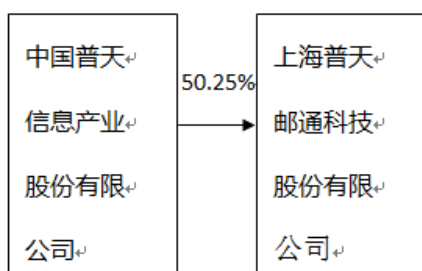 中国普天
信息产业
股份有限
公司
50.25%
上海普天
邮通科技
股份有限
公司